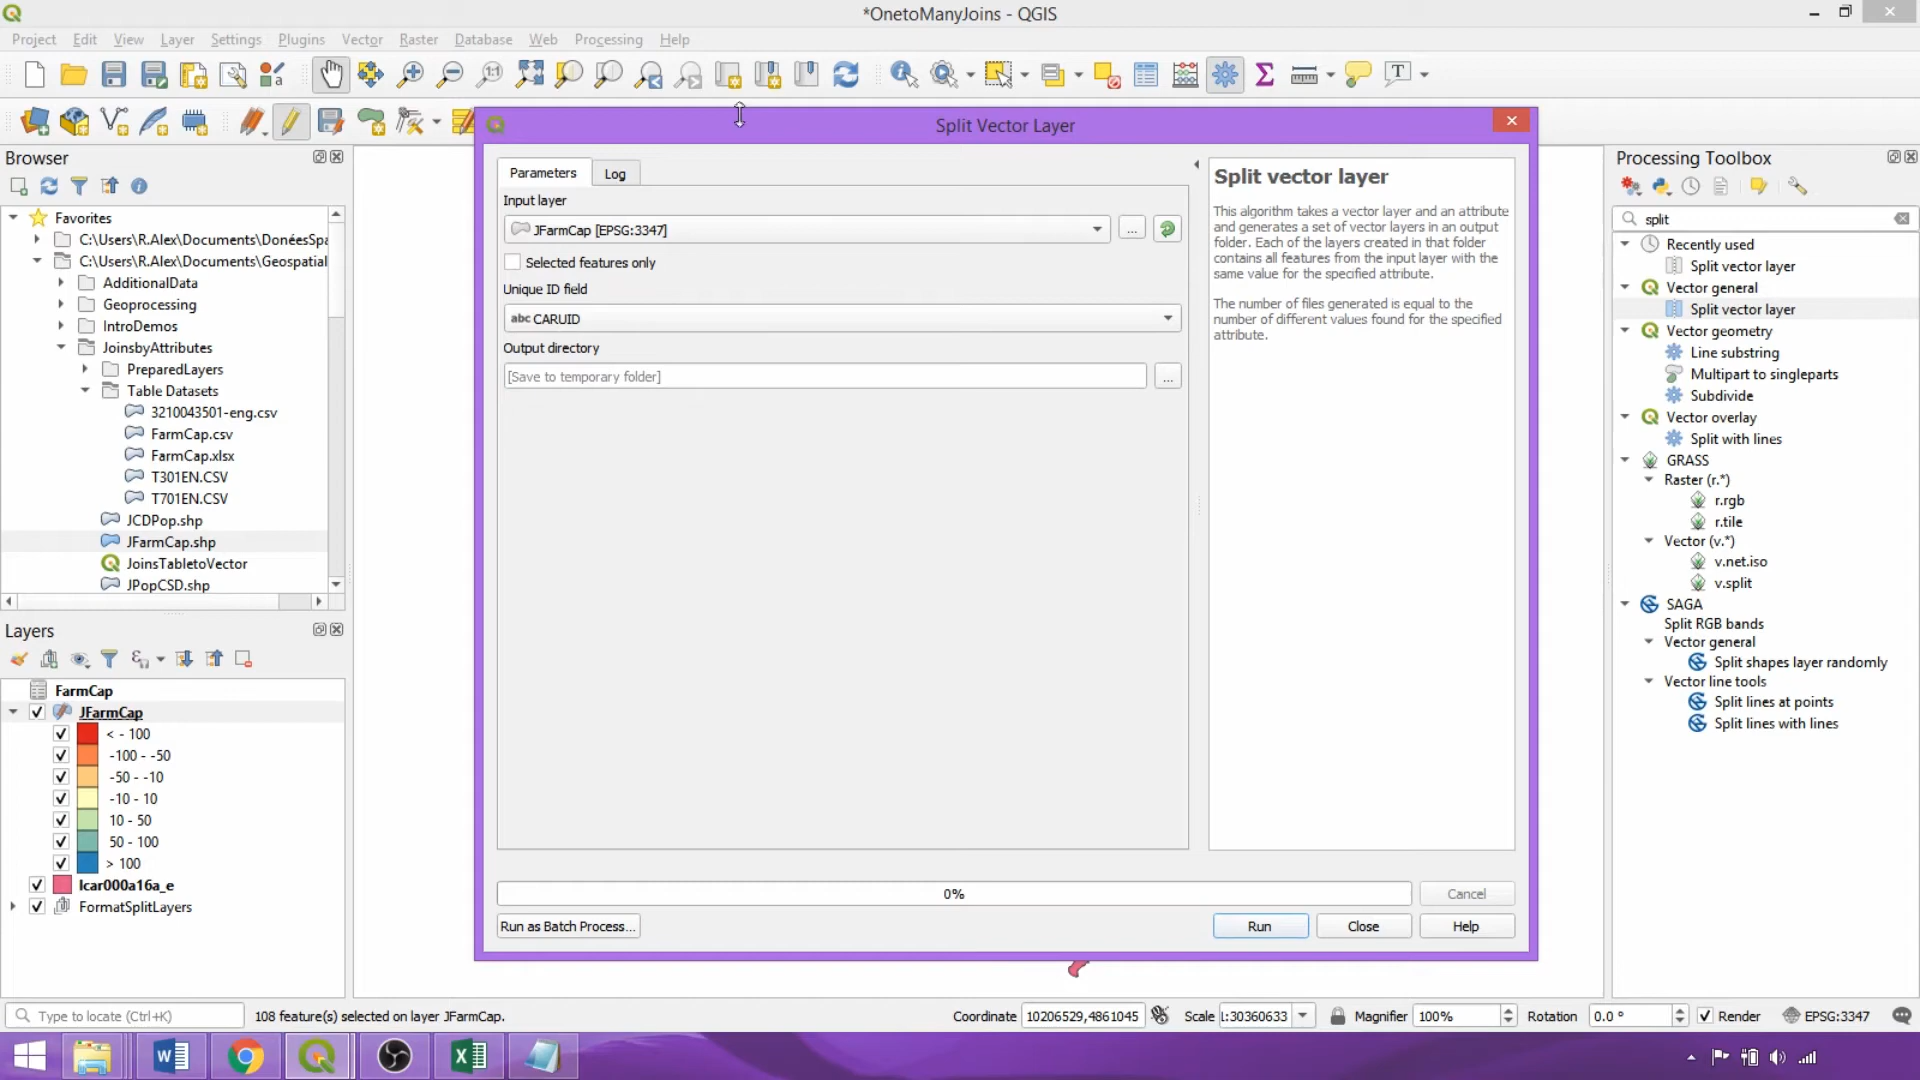 *OnetoManyJoins - QGIS
Project Edit View Layer Settings Plugins Vector Raster Database Web Processing Help
Browser
Favorites
C:\Users\R.Alex\Documents\DonéesSpa
C:\Users\R.Alex\Documents\Geospatial
AdditionalData
Geoprocessing
IntroDemos
JoinsbyAttributes
PreparedLayers
Table Datasets
3210043501-eng.csv
FarmCap.csv
FarmCap.xlsx
T301EN.CSV
T701EN.CSV
JCDPop.shp
JFarmCap.shp
JoinsTabletoVector
JPopCSD.shp
Layers
FarmCap
JFarmCap
< - 100
-100 - -50
-50 - -10
-10 - 10
10 - 50
50 - 100
> 100
lcar000a16a_e
FormatSplitLayers
Split Vector Layer
Parameters Log
Input layer
JFarmCap [EPSG:3347]
...
Selected features only
Unique ID field
abc CARUID
Output directory
[Save to temporary folder]
...
Split vector layer
This algorithm takes a vector layer and an attribute
and generates a set of vector layers in an output
folder. Each of the layers created in that folder
contains all features from the input layer with the
same value for the specified attribute.
The number of files generated is equal to the
number of different values found for the specified
attribute.
0%
Cancel
Run as Batch Process...
Run
Close
Help
Processing Toolbox
split
Recently used
Split vector layer
Vector general
Split vector layer
Vector geometry
Line substring
Multipart to singleparts
Subdivide
Vector overlay
Split with lines
GRASS
Raster (r.*)
r.rgb
r.tile
Vector (v.*)
v.net.iso
v.split
SAGA
Split RGB bands
Vector general
Split shapes layer randomly
Vector line tools
Split lines at points
Split lines with lines
Type to locate (Ctrl+K) 108 feature(s) selected on layer JFarmCap. Coordinate 10206529,4861045 Scale 1:30360633 Magnifier 100% Rotation 0.0 ° Render EPSG:3347